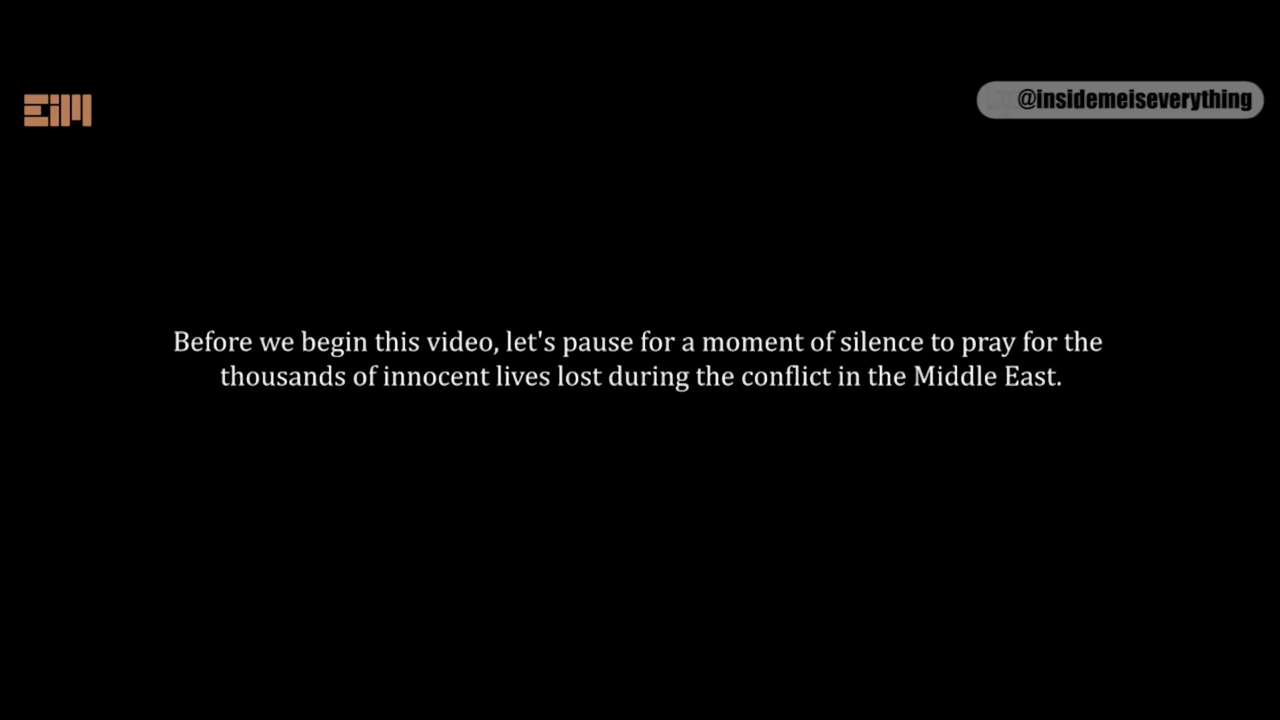 EiM
@insidemeiseverything
Before we begin this video, let's pause for a moment of silence to pray for the
thousands of innocent lives lost during the conflict in the Middle East.